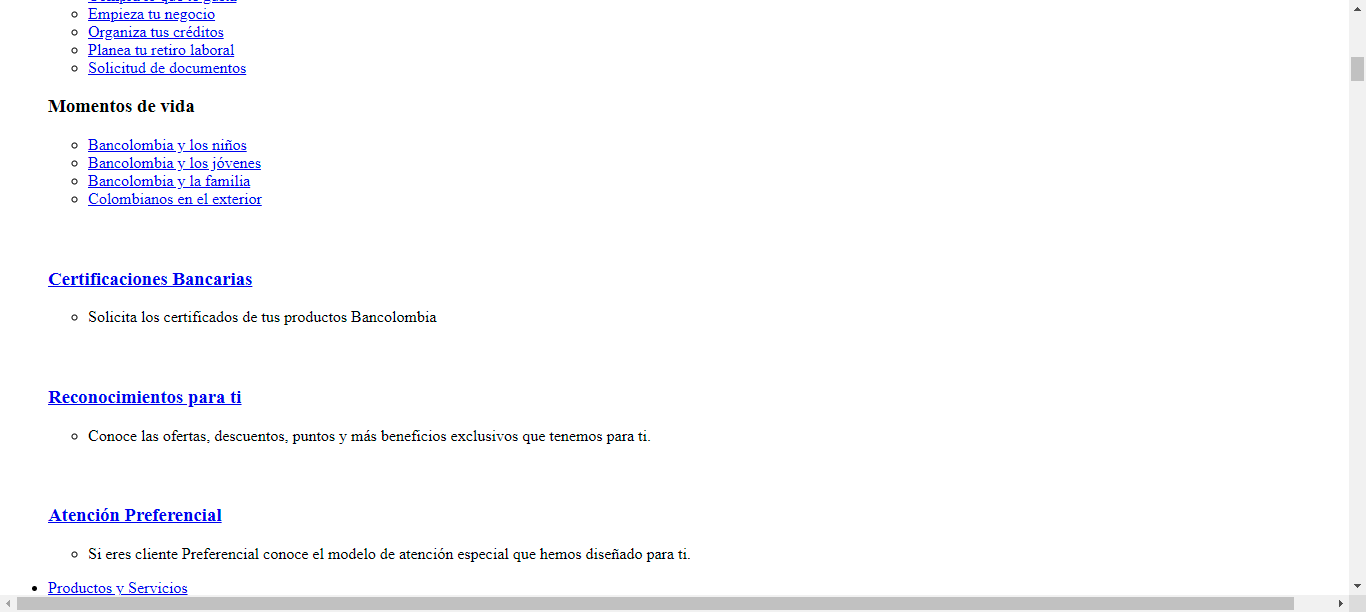 Empieza tu negocio
Organiza tus créditos
Planea tu retiro laboral
Solicitud de documentos
Momentos de vida
Bancolombia y los niños
Bancolombia y los jóvenes
Bancolombia y la familia
Colombianos en el exterior
Certificaciones Bancarias
Solicita los certificados de tus productos Bancolombia
Reconocimientos para ti
Conoce las ofertas, descuentos, puntos y más beneficios exclusivos que tenemos para ti.
Atención Preferencial
Si eres cliente Preferencial conoce el modelo de atención especial que hemos diseñado para ti.
Productos y Servicios